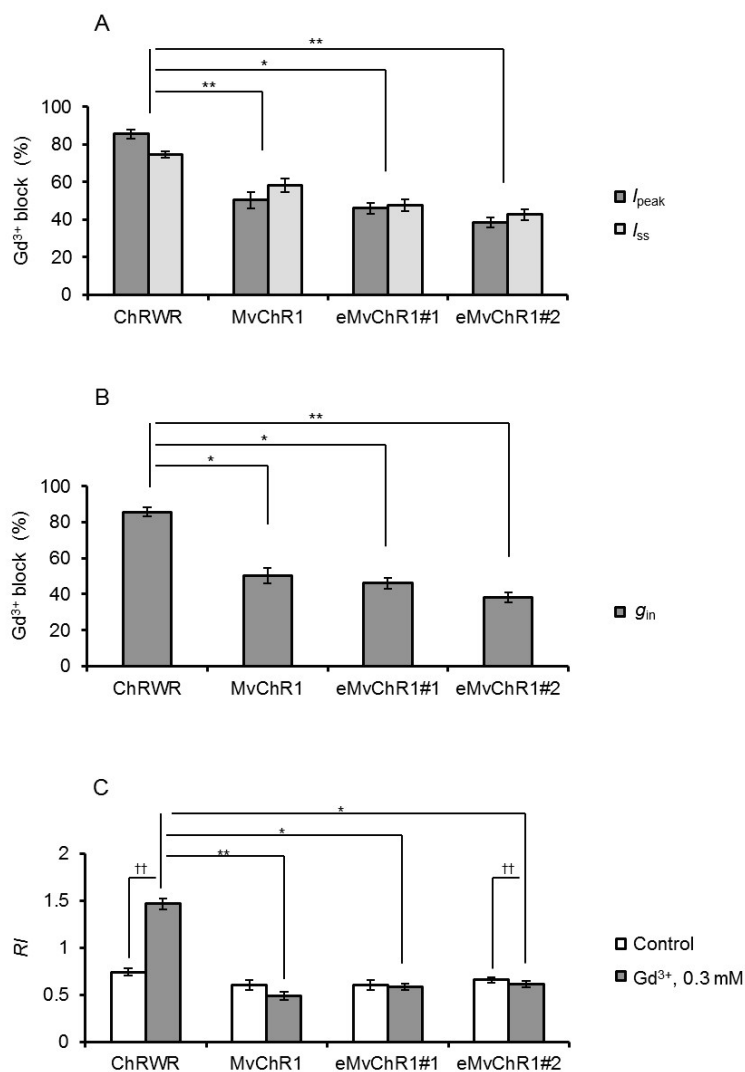 A
**
*
**
100
80
60
40
20
0
Gd³⁺ block (%)
ChRWR MvChR1 eMvChR1#1 eMvChR1#2
Ipeak
Iss
B
**
*
*
100
80
60
40
20
0
Gd³⁺ block (%)
ChRWR MvChR1 eMvChR1#1 eMvChR1#2
gin
C
*
*
**
†† ††
2
1.5
1
0.5
0
RI
ChRWR MvChR1 eMvChR1#1 eMvChR1#2
Control
Gd³⁺, 0.3 mM